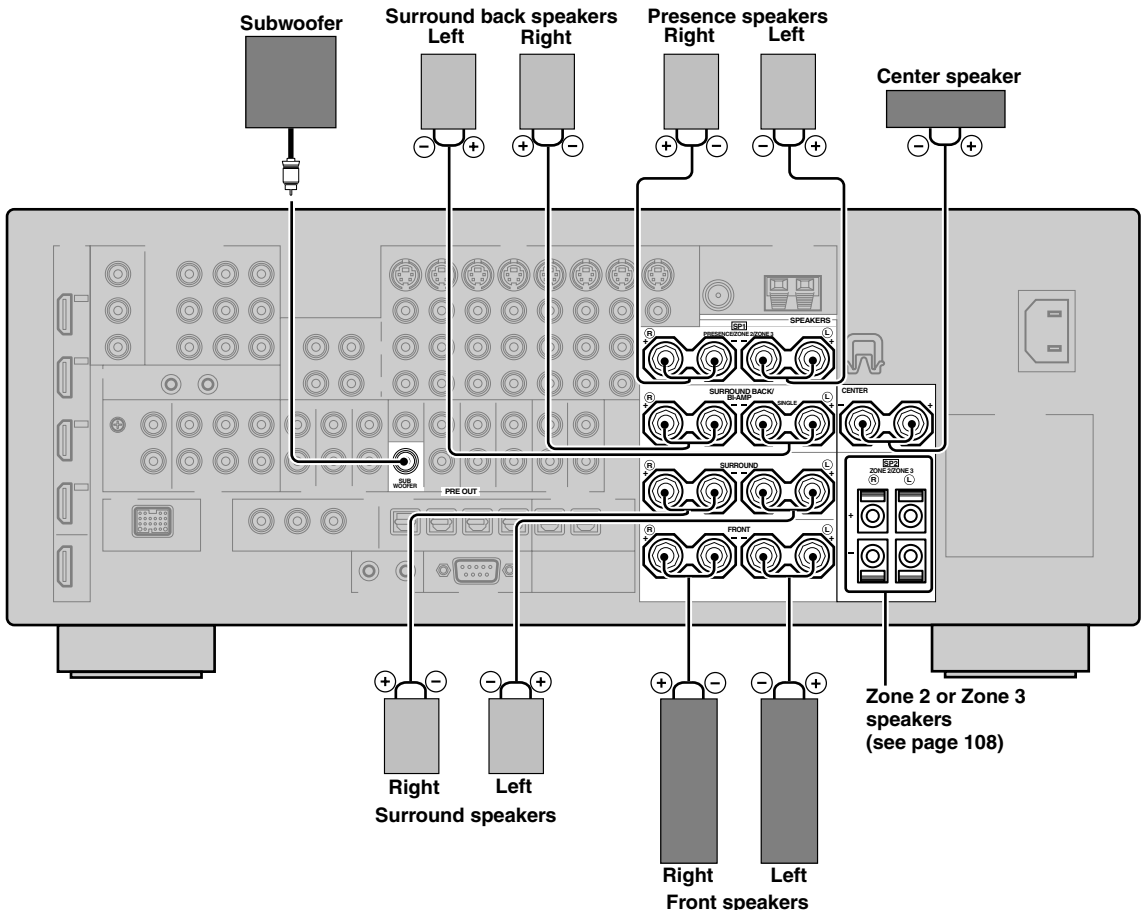 Subwoofer
Surround back speakers
Left Right
Presence speakers
Right Left
Center speaker
− + + − + − − + − +
SPEAKERS
SP1
PRESENCE/ZONE 2/ZONE 3
R L
+ − − +
SURROUND BACK/
BI-AMP
SINGLE
R L
+ − − +
CENTER
− +
SURROUND
R L
+ − − +
SP2
ZONE 2/ZONE 3
R L
+
−
SUB
WOOFER
PRE OUT
FRONT
R L
+ − − +
+ − − + + − − +
Right Left
Surround speakers
Right Left
Front speakers
Zone 2 or Zone 3
speakers
(see page 108)